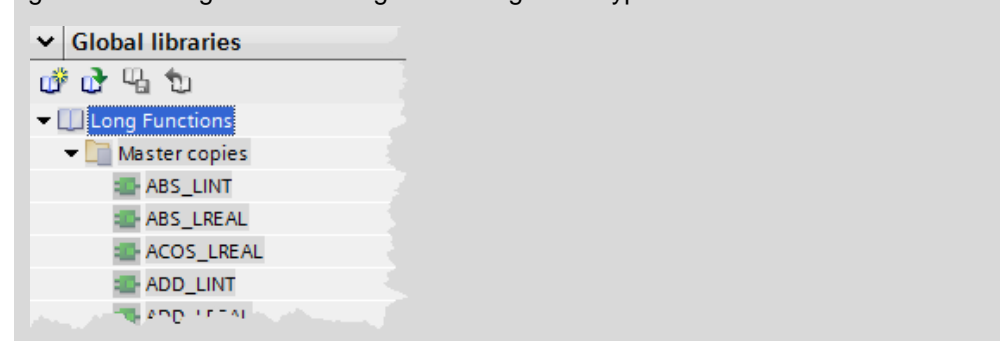 Global libraries
Long Functions
Master copies
ABS_LINT
ABS_LREAL
ACOS_LREAL
ADD_LINT